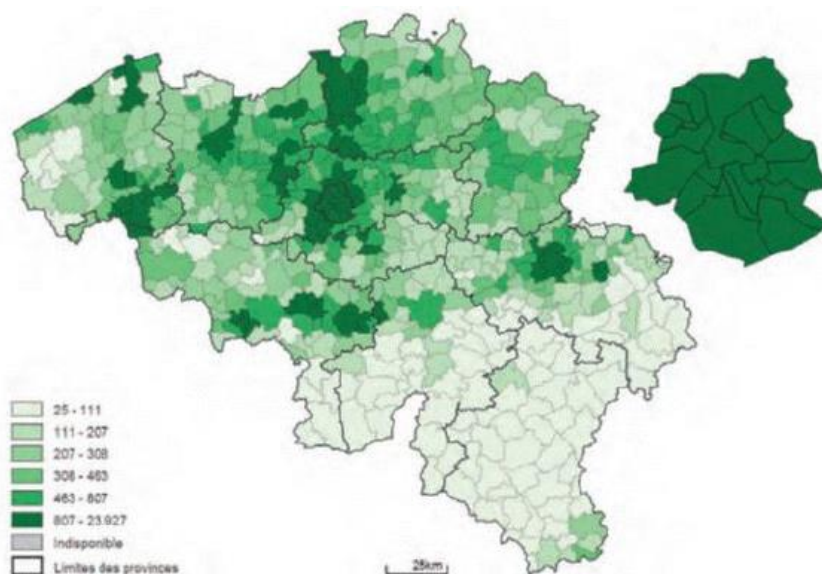 25 - 111
111 - 207
207 - 308
308 - 463
463 - 807
807 - 23.927
Indisponible
Limites des provinces
25km